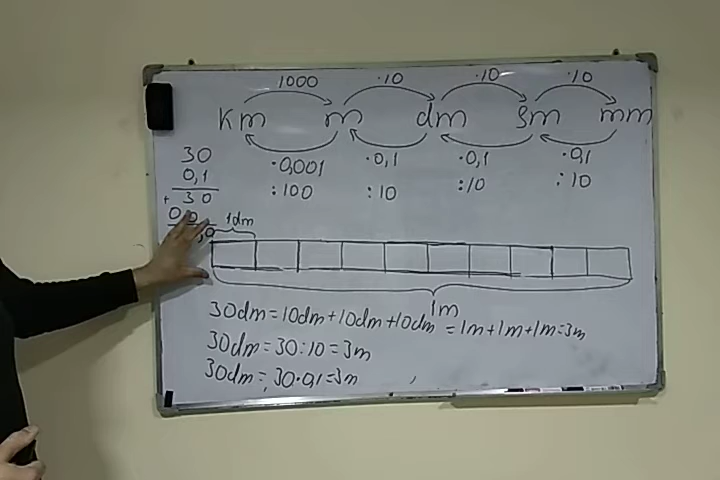 1000 ·10 ·10 ·10
km m dm sm mm
·0,001 ·0,1 ·0,1 ·0,1
:100 :10 :10 :10
30
0,1
+ 30
1dm
1m
30dm=10dm+10dm+10dm =1m+1m+1m=3m
30dm=30:10=3m
30dm=30·0,1=3m